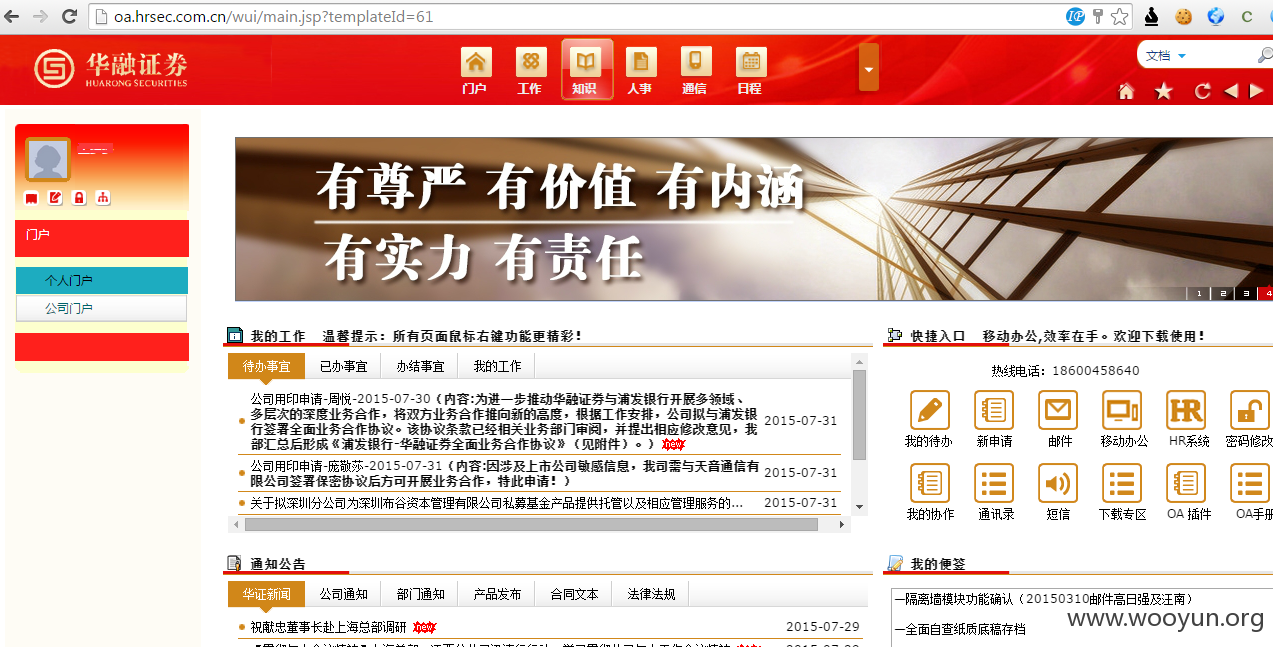 oa.hrsec.com.cn/wui/main.jsp?templateId=61
华融证券
HUARONG SECURITIES
门户 工作 知识 人事 通信 日程
文档
有尊严 有价值 有内涵
有实力 有责任
1 2 3 4
门户
个人门户
公司门户
我的工作 温馨提示：所有页面鼠标右键功能更精彩！
待办事宜 已办事宜 办结事宜 我的工作
公司用印申请-周悦-2015-07-30（内容:为进一步推动华融证券与浦发银行开展多领域、
多层次的深度业务合作，将双方业务合作推向新的高度，根据工作安排，公司拟与浦发银
行签署全面业务合作协议。该协议条款已经相关业务部门审阅，并提出相应修改意见，我
部汇总后形成《浦发银行-华融证券全面业务合作协议》（见附件）。） new
2015-07-31
公司用印申请-庞敬莎-2015-07-31（内容:因涉及上市公司敏感信息，我司需与天音通信有
限公司签署保密协议后方可开展业务合作，特此申请！）
2015-07-31
关于拟深圳分公司为深圳布谷资本管理有限公司私募基金产品提供托管以及相应管理服务的... 2015-07-31
快捷入口 移动办公,效率在手。欢迎下载使用！
热线电话：18600458640
我的待办 新申请 邮件 移动办公 HR系统 密码修改
我的协作 通讯录 短信 下载专区 OA 插件 OA手册
通知公告
华证新闻 公司通知 部门通知 产品发布 合同文本 法律法规
祝献忠董事长赴上海总部调研 new 2015-07-29
我的便签
—隔离墙模块功能确认（20150310邮件高日强及汪南）
—全面自查纸质底稿存档
www.wooyun.org